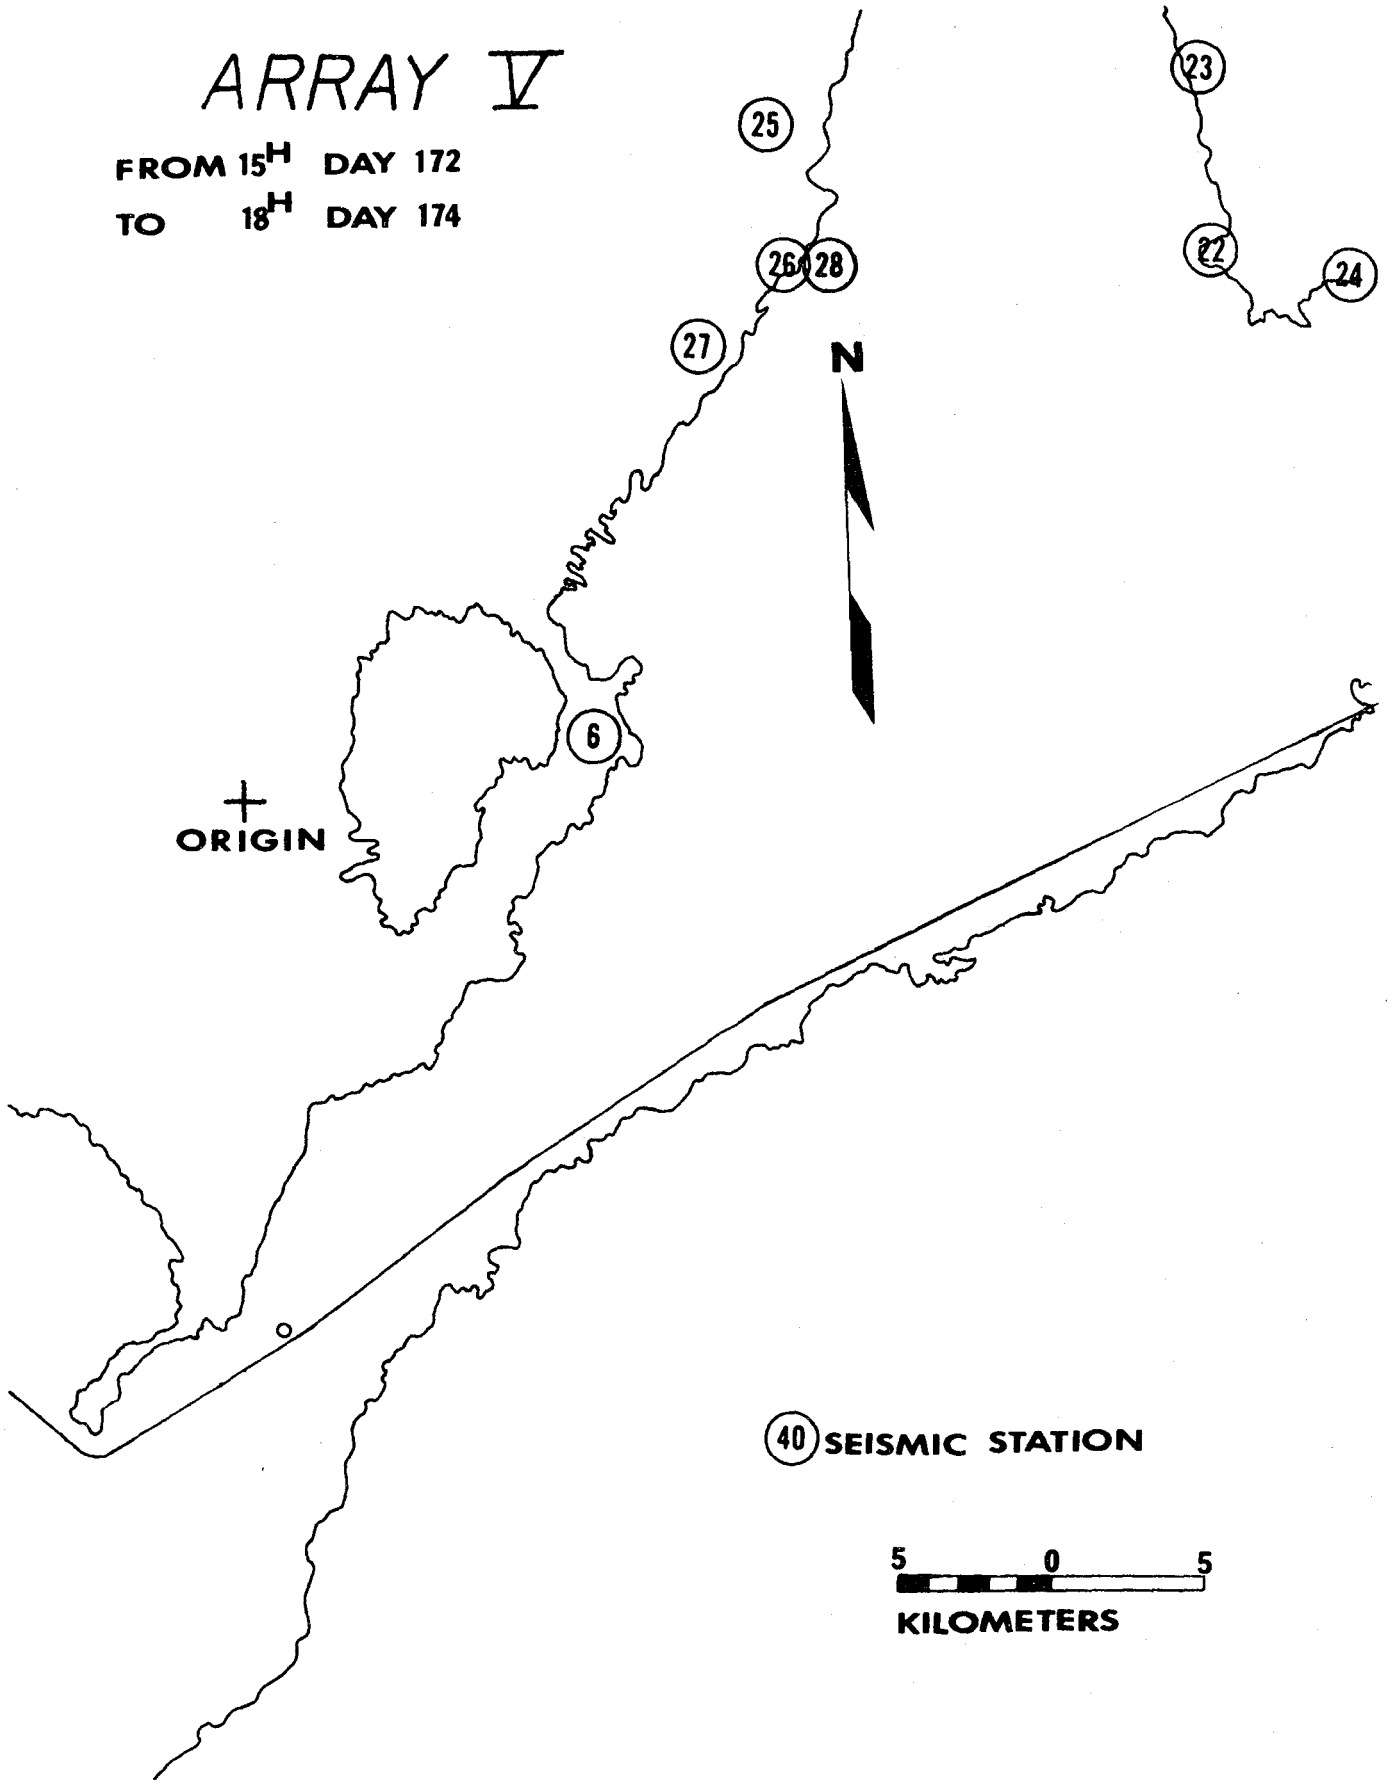 ARRAY V
FROM 15H DAY 172
TO 18H DAY 174
23
25
22
26 28
24
27
N
6
ORIGIN
40 SEISMIC STATION
5 0 5
KILOMETERS